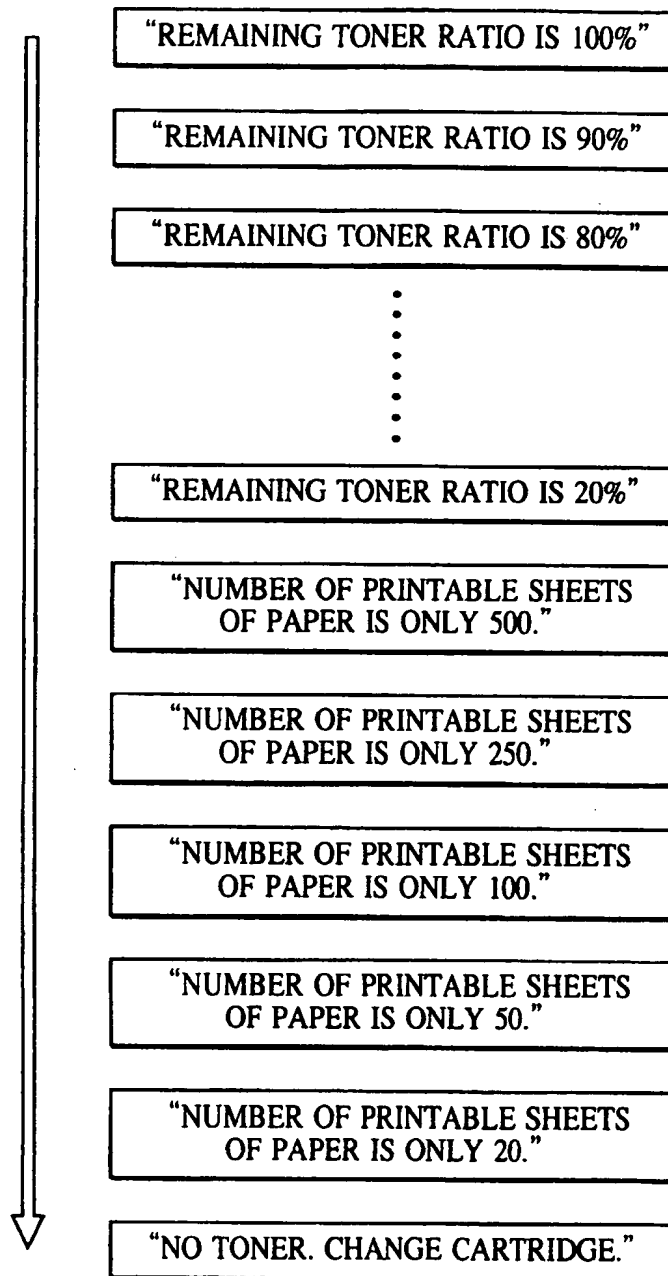 “REMAINING TONER RATIO IS 100%”
“REMAINING TONER RATIO IS 90%”
“REMAINING TONER RATIO IS 80%”
“REMAINING TONER RATIO IS 20%”
“NUMBER OF PRINTABLE SHEETS
OF PAPER IS ONLY 500.”
“NUMBER OF PRINTABLE SHEETS
OF PAPER IS ONLY 250.”
“NUMBER OF PRINTABLE SHEETS
OF PAPER IS ONLY 100.”
“NUMBER OF PRINTABLE SHEETS
OF PAPER IS ONLY 50.”
“NUMBER OF PRINTABLE SHEETS
OF PAPER IS ONLY 20.”
“NO TONER. CHANGE CARTRIDGE.”